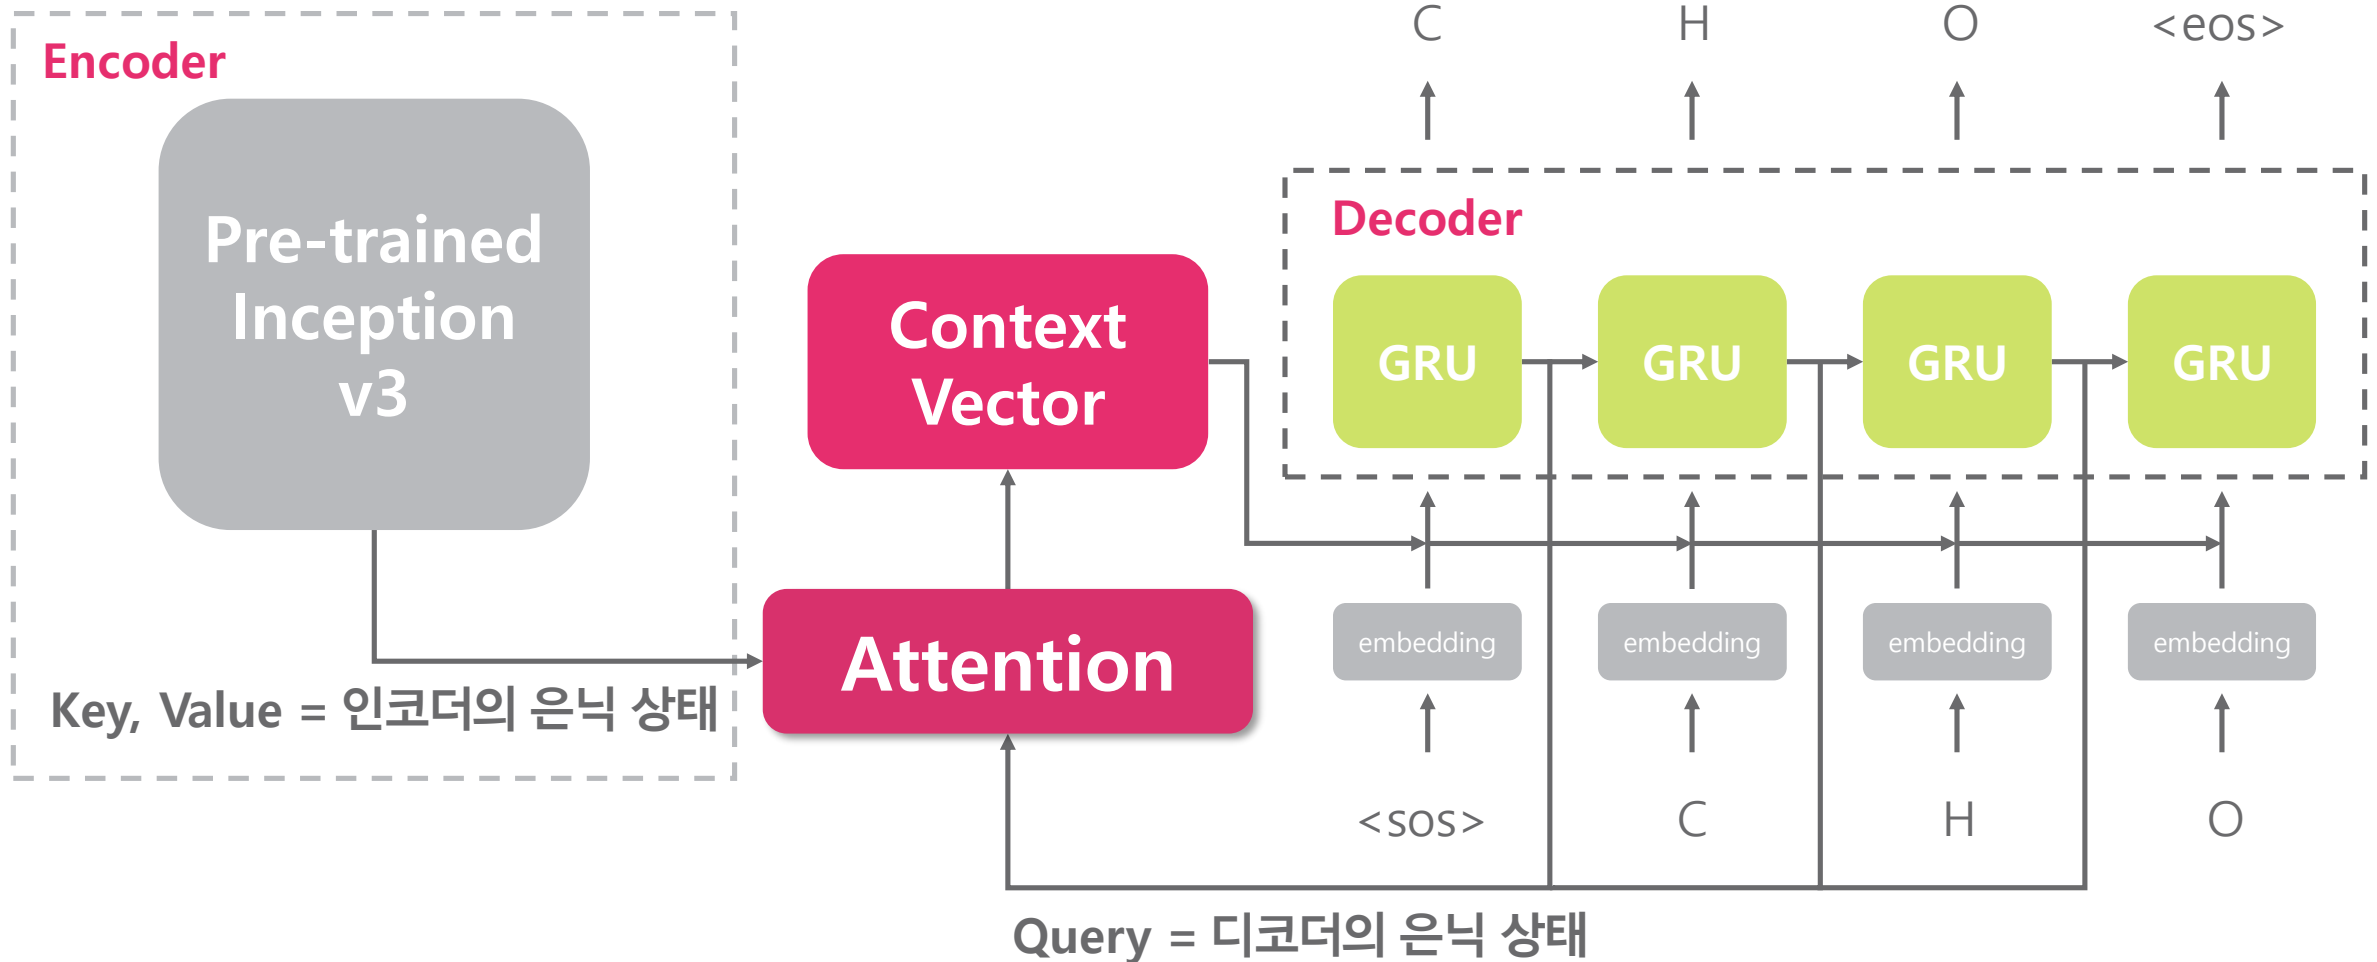 Encoder
Pre-trained
Inception
v3
Key, Value = 인코더의 은닉 상태
Context
Vector
Attention
C H O <eos>
Decoder
GRU GRU GRU GRU
embedding embedding embedding embedding
<sos> C H O
Query = 디코더의 은닉 상태